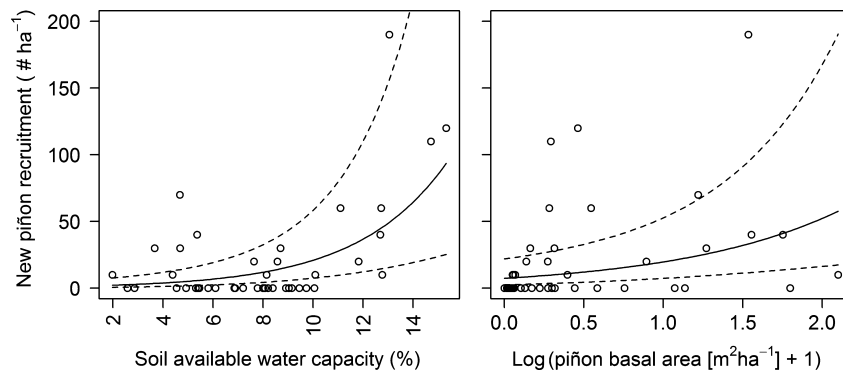 New piñon recruitment ( # ha⁻¹)
200
150
100
50
0
2 4 6 8 10 12 14
Soil available water capacity (%)
0.0 0.5 1.0 1.5 2.0
Log (piñon basal area [m²ha⁻¹] + 1)